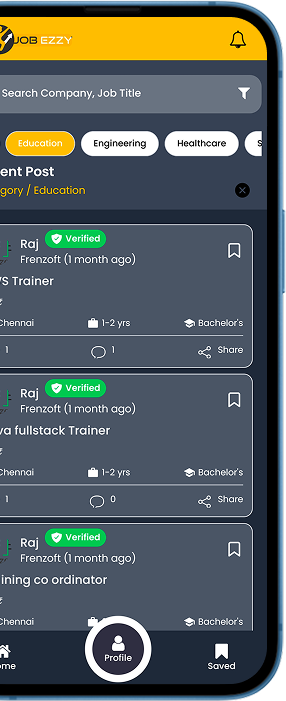 JOB EZZY
Search Company, Job Title
Education
Engineering
Healthcare
S
ent Post
gory / Education
Raj Verified
Frenzoft (1 month ago)
S Trainer
Chennai 1-2 yrs Bachelor's
1 1 Share
Raj Verified
Frenzoft (1 month ago)
va fullstack Trainer
Chennai 1-2 yrs Bachelor's
1 0 Share
Raj Verified
Frenzoft (1 month ago)
ining co ordinator
Chennai Bachelor's
ome Profile Saved